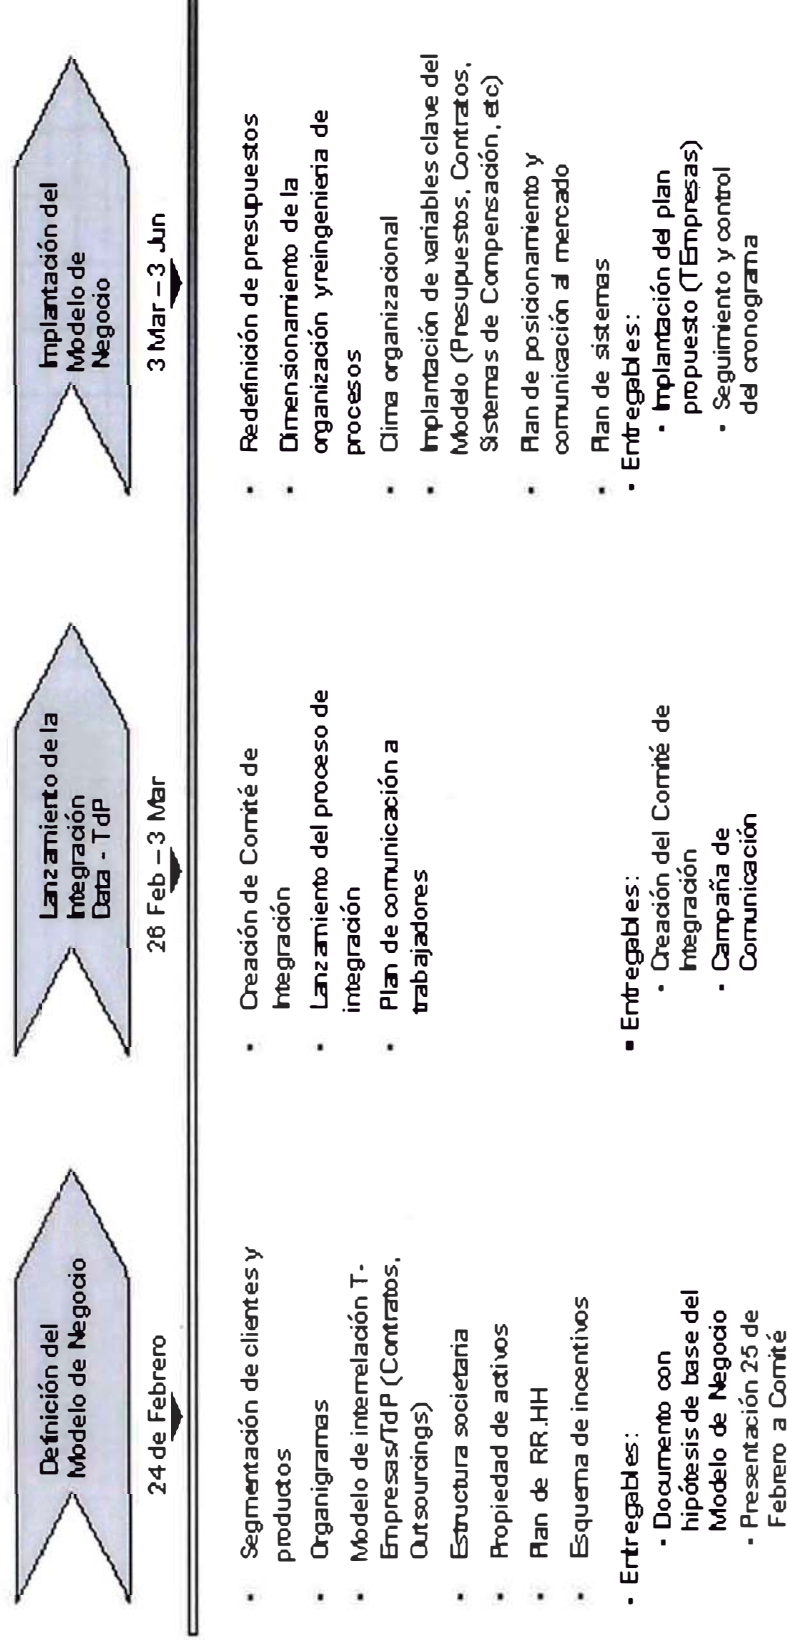 Definición del
Modelo de Negocio
24 de Febrero
Segmentación de clientes y
productos
Organigramas
Modelo de interrelación T-
Empresas/TdP (Contratos,
Outsourcings)
Estructura societaria
Propiedad de activos
Plan de RR.HH
Esquema de incentivos
Entregables:
Documento con
hipótesis de base del
Modelo de Negocio
Presentación 25 de
Febrero a Comité
Lanzamiento de la
Integración
Data - TdP
26 Feb – 3 Mar
Creación de Comité de
Integración
Lanzamiento del proceso de
integración
Plan de comunicación a
trabajadores
Entregables:
Creación del Comité de
Integración
Campaña de
Comunicación
Implantación del
Modelo de
Negocio
3 Mar – 3 Jun
Redefinición de presupuestos
Dimensionamiento de la
organización y reingenieria de
procesos
Clima organizacional
Implantación de variables clave del
Modelo (Presupuestos, Contratos,
Sistemas de Compensación, etc)
Plan de posicionamiento y
comunicación al mercado
Plan de sistemas
Entregables:
Implantación del plan
propuesto (TEmpresas)
Seguimiento y control
del cronograma